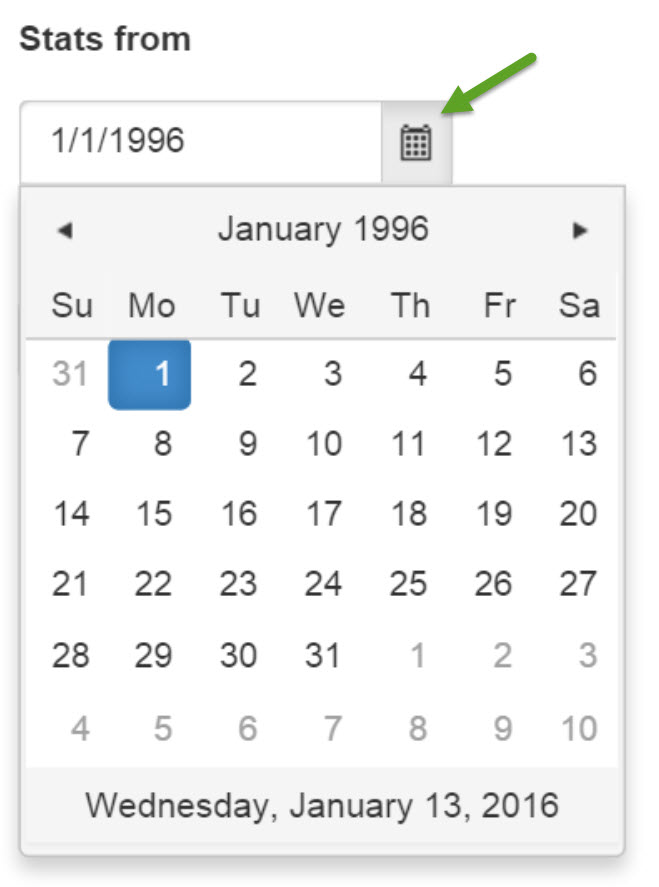 Stats from
1/1/1996
January 1996
Su Mo Tu We Th Fr Sa
31 1 2 3 4 5 6
7 8 9 10 11 12 13
14 15 16 17 18 19 20
21 22 23 24 25 26 27
28 29 30 31 1 2 3
4 5 6 7 8 9 10
Wednesday, January 13, 2016